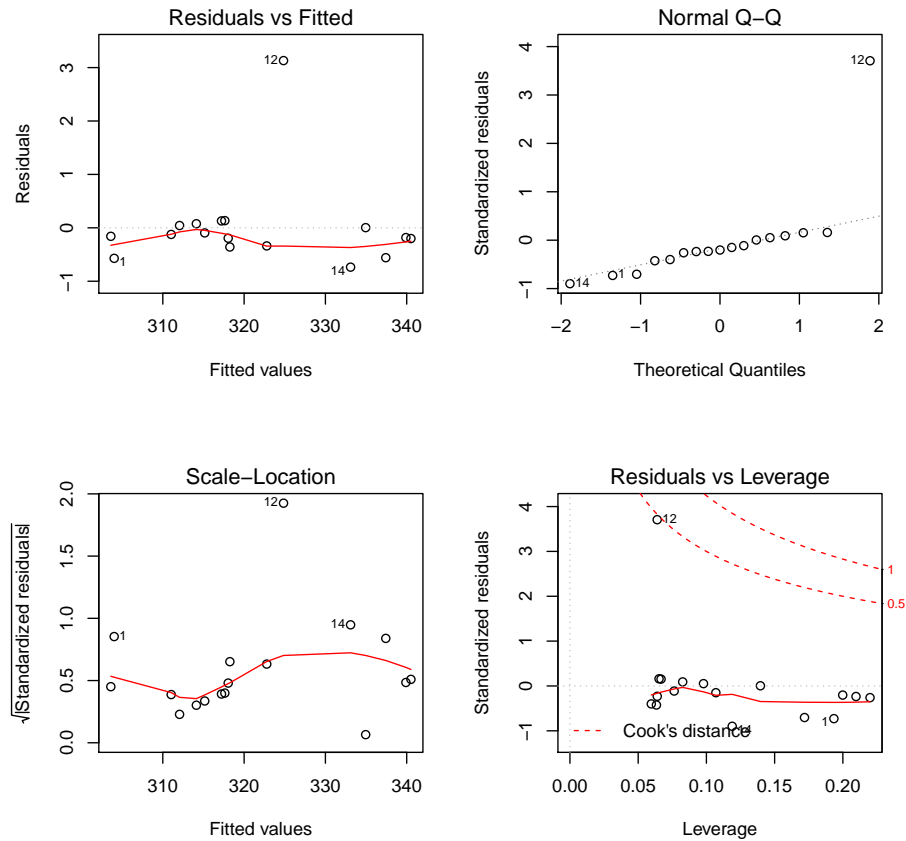 Residuals vs Fitted
Residuals
3
2
1
0
−1
12
1
14
310 320 330 340
Fitted values
Normal Q−Q
Standardized residuals
4
3
2
1
0
−1
12
14
1
−2 −1 0 1 2
Theoretical Quantiles
Scale−Location
√|Standardized residuals|
2.0
1.5
1.0
0.5
0.0
12
14
1
310 320 330 340
Fitted values
Residuals vs Leverage
Standardized residuals
4
3
2
1
0
−1
12
1
0.5
1
14
Cook's distance
0.00 0.05 0.10 0.15 0.20
Leverage